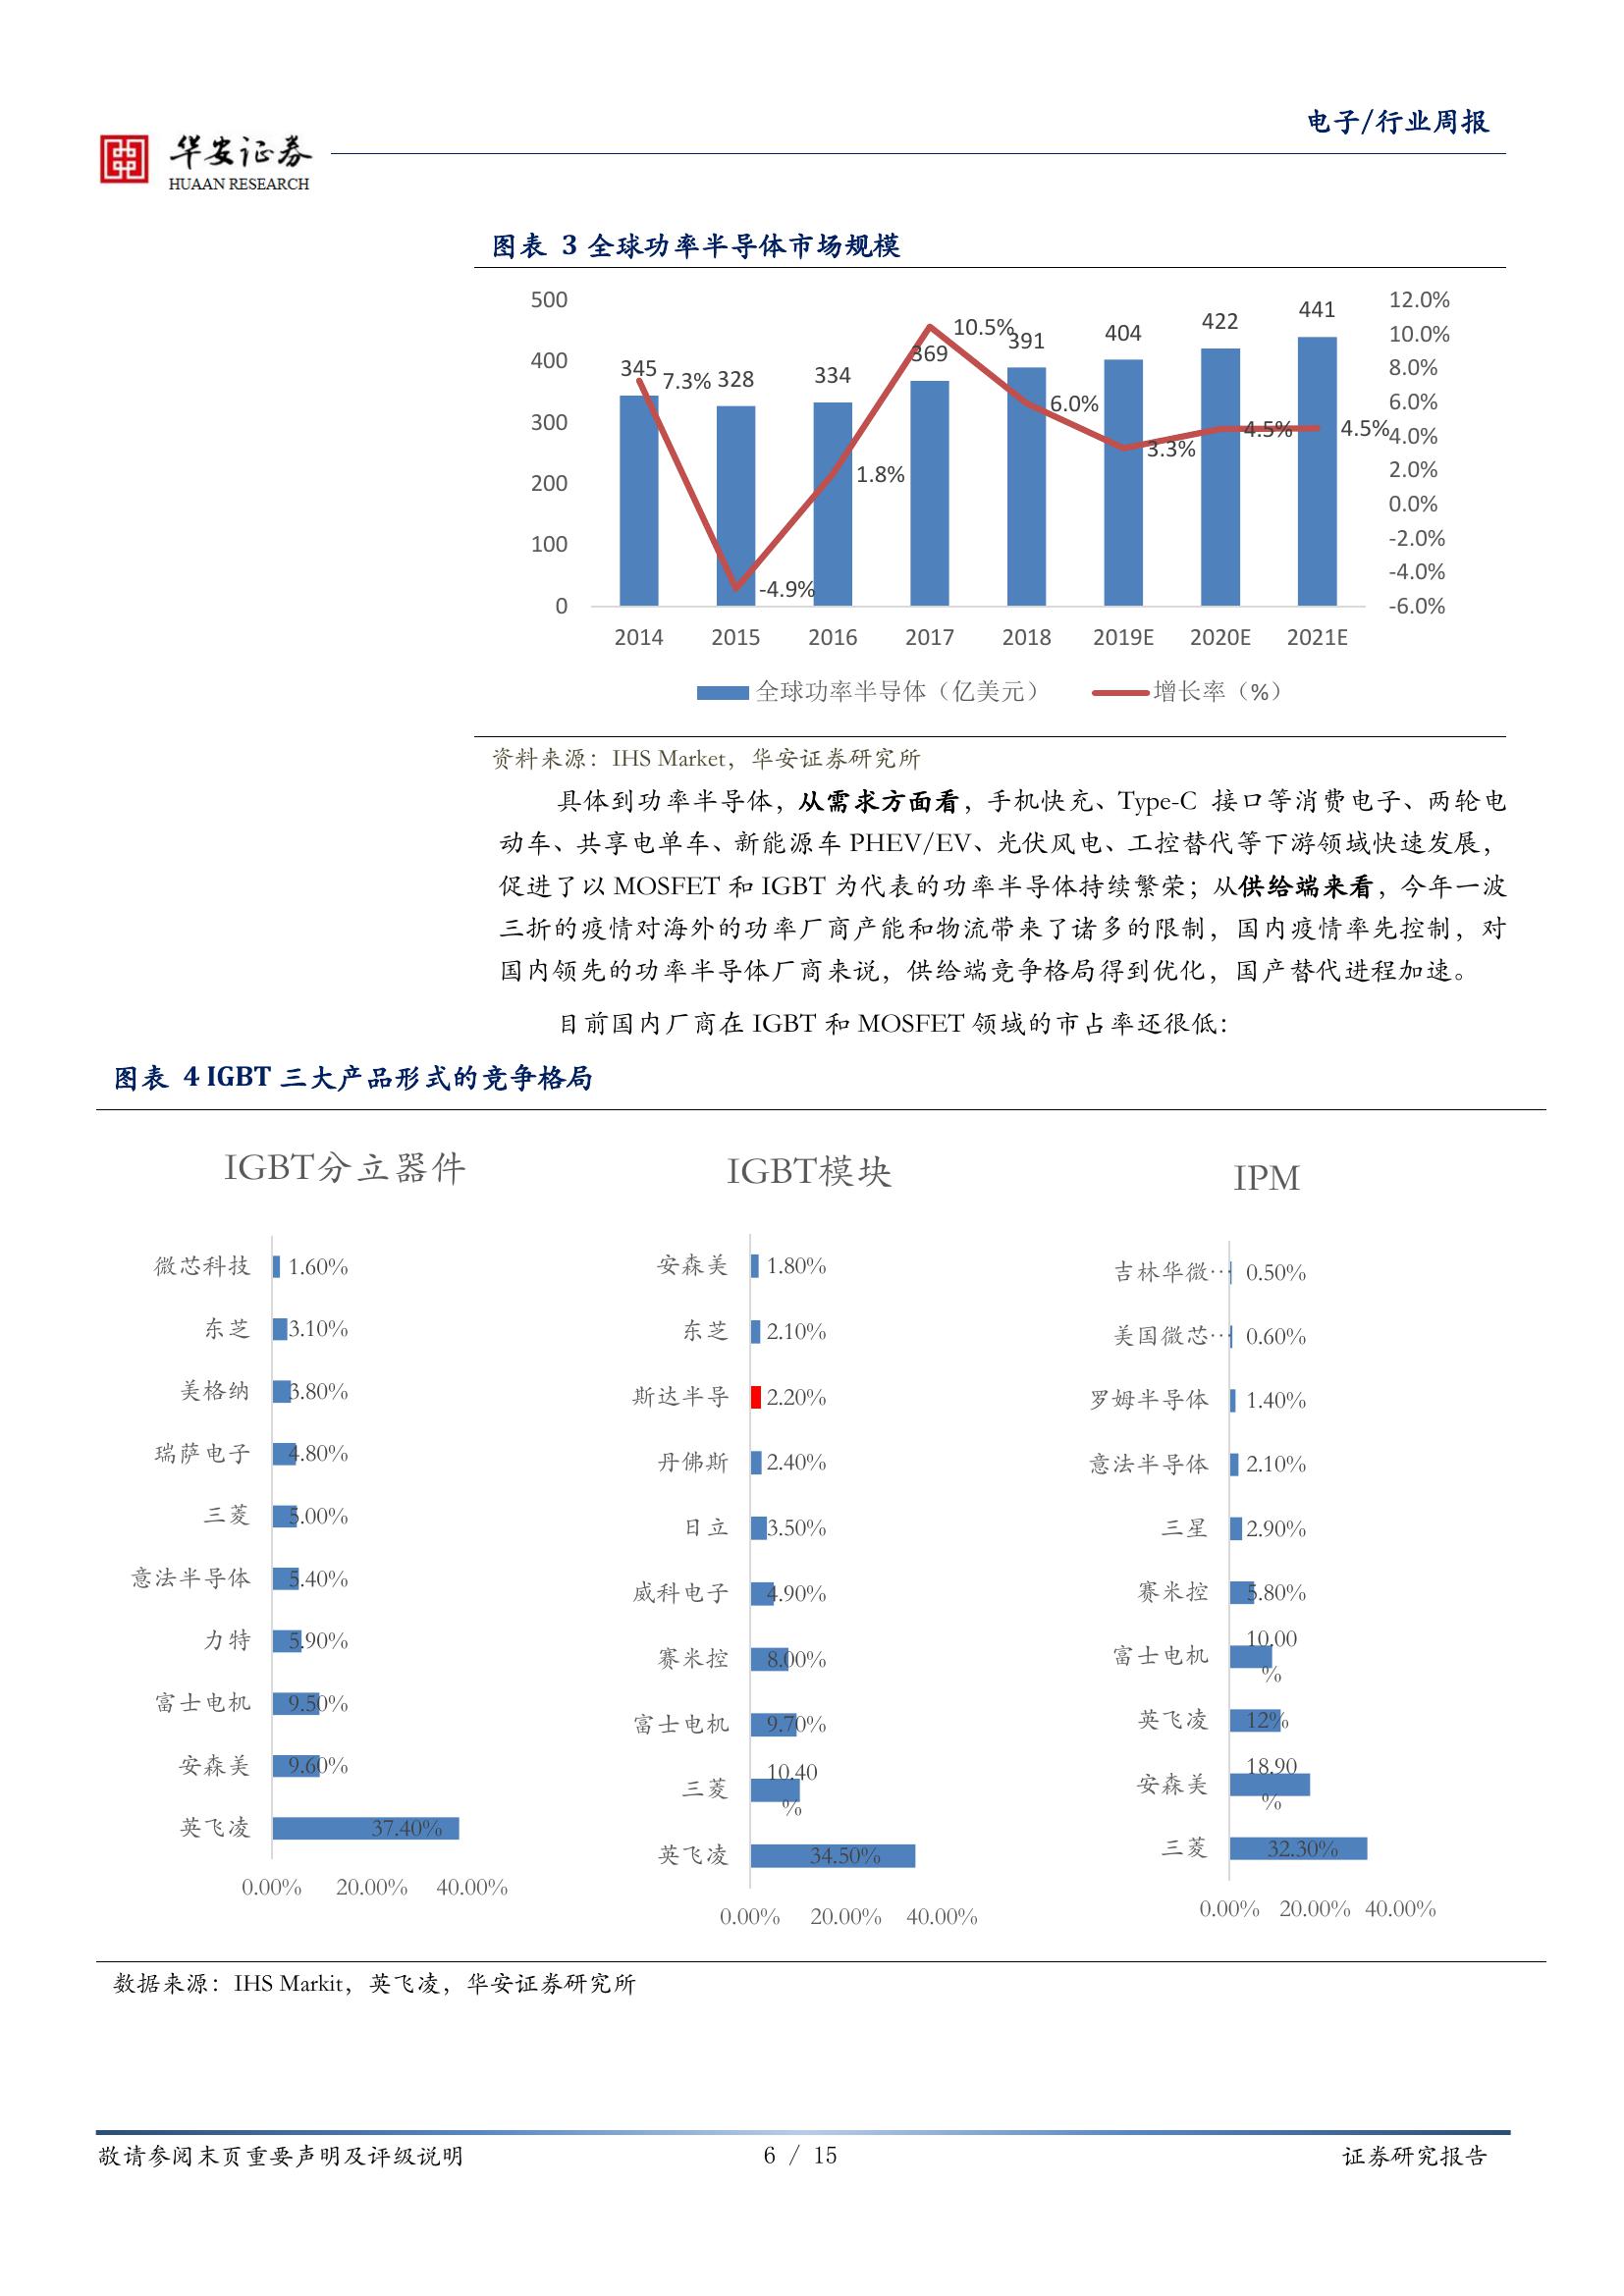 电子/行业周报
华安证券
HUAAN RESEARCH
图表 3 全球功率半导体市场规模
500
400
300
200
100
0
12.0%
10.0%
8.0%
6.0%
4.0%
2.0%
0.0%
-2.0%
-4.0%
-6.0%
345
328
334
369
391
404
422
441
7.3%
-4.9%
1.8%
10.5%
6.0%
3.3%
4.5%
4.5%
2014 2015 2016 2017 2018 2019E 2020E 2021E
全球功率半导体（亿美元） 增长率（%）
资料来源：IHS Market，华安证券研究所
具体到功率半导体，从需求方面看，手机快充、Type-C 接口等消费电子、两轮电
动车、共享电单车、新能源车 PHEV/EV、光伏风电、工控替代等下游领域快速发展，
促进了以 MOSFET 和 IGBT 为代表的功率半导体持续繁荣；从供给端来看，今年一波
三折的疫情对海外的功率厂商产能和物流带来了诸多的限制，国内疫情率先控制，对
国内领先的功率半导体厂商来说，供给端竞争格局得到优化，国产替代进程加速。
目前国内厂商在 IGBT 和 MOSFET 领域的市占率还很低：
图表 4 IGBT 三大产品形式的竞争格局
IGBT分立器件
微芯科技 1.60%
东芝 3.10%
美格纳 3.80%
瑞萨电子 4.80%
三菱 5.00%
意法半导体 5.40%
力特 5.90%
富士电机 9.50%
安森美 9.60%
英飞凌 37.40%
0.00% 20.00% 40.00%
IGBT模块
安森美 1.80%
东芝 2.10%
斯达半导 2.20%
丹佛斯 2.40%
日立 3.50%
威科电子 4.90%
赛米控 8.00%
富士电机 9.70%
三菱 10.40
%
英飞凌 34.50%
0.00% 20.00% 40.00%
IPM
吉林华微… 0.50%
美国微芯… 0.60%
罗姆半导体 1.40%
意法半导体 2.10%
三星 2.90%
赛米控 5.80%
富士电机 10.00
%
英飞凌 12%
安森美 18.90
%
三菱 32.30%
0.00% 20.00% 40.00%
数据来源：IHS Markit，英飞凌，华安证券研究所
敬请参阅末页重要声明及评级说明 6 / 15 证券研究报告